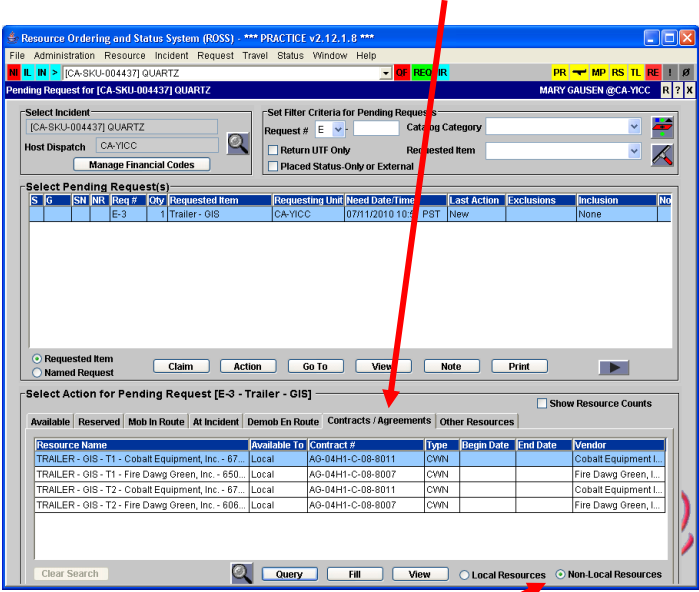 Resource Ordering and Status System (ROSS) - *** PRACTICE v2.12.1.8 ***
File Administration Resource Incident Request Travel Status Window Help
NI IL IN > [CA-SKU-004437] QUARTZ OF REQ IR PR MP RS TL RE ! Ø
Pending Request for [CA-SKU-004437] QUARTZ MARY GAUSEN @CA-YICC R ? X
Select Incident
[CA-SKU-004437] QUARTZ
Host Dispatch CA-YICC
Manage Financial Codes
Set Filter Criteria for Pending Requests
Request # E - Catalog Category
Return UTF Only Requested Item
Placed Status-Only or External
Select Pending Request(s)
S G SN NR Req # Qty Requested Item Requesting Unit Need Date/Time Last Action Exclusions Inclusion No
E-3 1 Trailer - GIS CA-YICC 07/11/2010 10:5 PST New None
Requested Item
Named Request
Claim Action Go To View Note Print
Select Action for Pending Request [E-3 - Trailer - GIS]
Show Resource Counts
Available Reserved Mob In Route At Incident Demob En Route Contracts / Agreements Other Resources
Resource Name Available To Contract # Type Begin Date End Date Vendor
TRAILER - GIS - T1 - Cobalt Equipment, Inc. - 67... Local AG-04H1-C-08-8011 CWN Cobalt Equipment I...
TRAILER - GIS - T1 - Fire Dawg Green, Inc. - 650... Local AG-04H1-C-08-8007 CWN Fire Dawg Green, I...
TRAILER - GIS - T2 - Cobalt Equipment, Inc. - 67... Local AG-04H1-C-08-8011 CWN Cobalt Equipment I...
TRAILER - GIS - T2 - Fire Dawg Green, Inc. - 606... Local AG-04H1-C-08-8007 CWN Fire Dawg Green, I...
Clear Search Query Fill View Local Resources Non-Local Resources